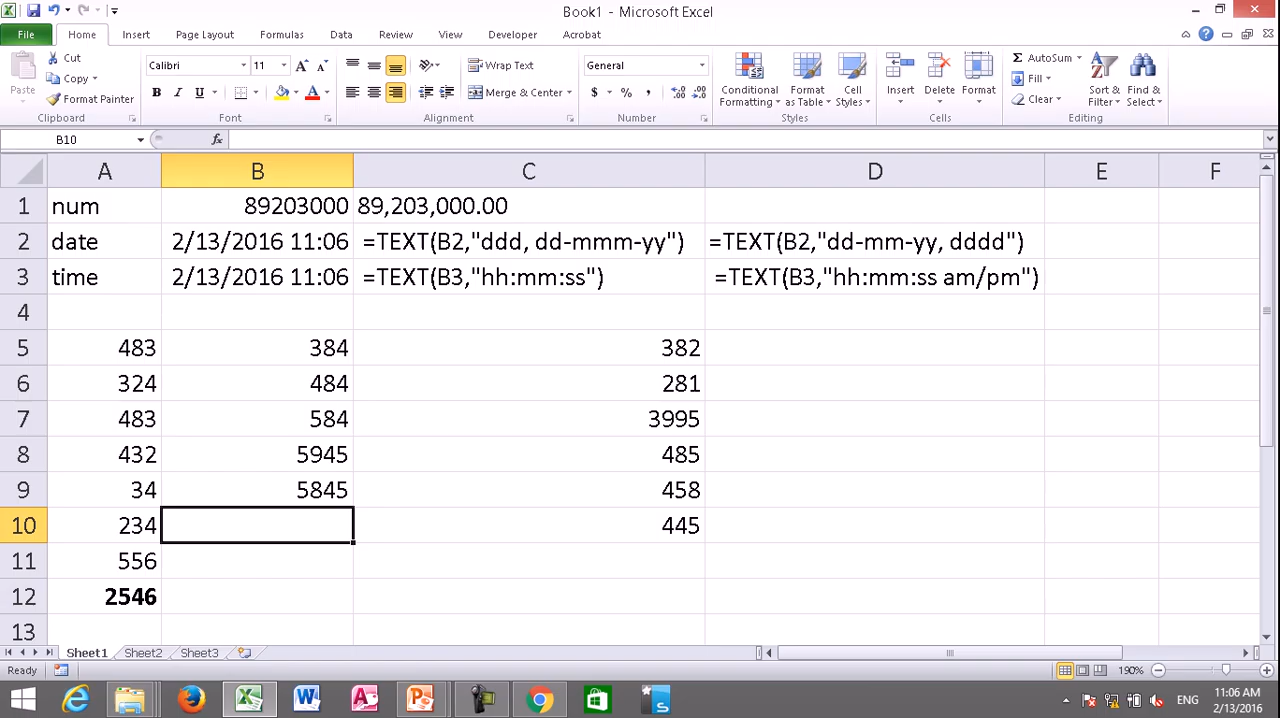 Book1 - Microsoft Excel
File Home Insert Page Layout Formulas Data Review View Developer Acrobat
Paste Cut Copy Format Painter Clipboard
Calibri 11 A A B I U A Font
Wrap Text Merge & Center Alignment
General $ % , Number
Conditional Formatting Format as Table Cell Styles Styles
Insert Delete Format Cells
Σ AutoSum Fill Clear Sort & Filter Find & Select Editing
B10 fx
A B C D E F
1 num 89203000 89,203,000.00
2 date 2/13/2016 11:06 =TEXT(B2,"ddd, dd-mmm-yy") =TEXT(B2,"dd-mm-yy, dddd")
3 time 2/13/2016 11:06 =TEXT(B3,"hh:mm:ss") =TEXT(B3,"hh:mm:ss am/pm")
4
5 483 384 382
6 324 484 281
7 483 584 3995
8 432 5945 485
9 34 5845 458
10 234 445
11 556
12 2546
13
Sheet1 Sheet2 Sheet3
Ready 190%
ENG 11:06 AM
2/13/2016